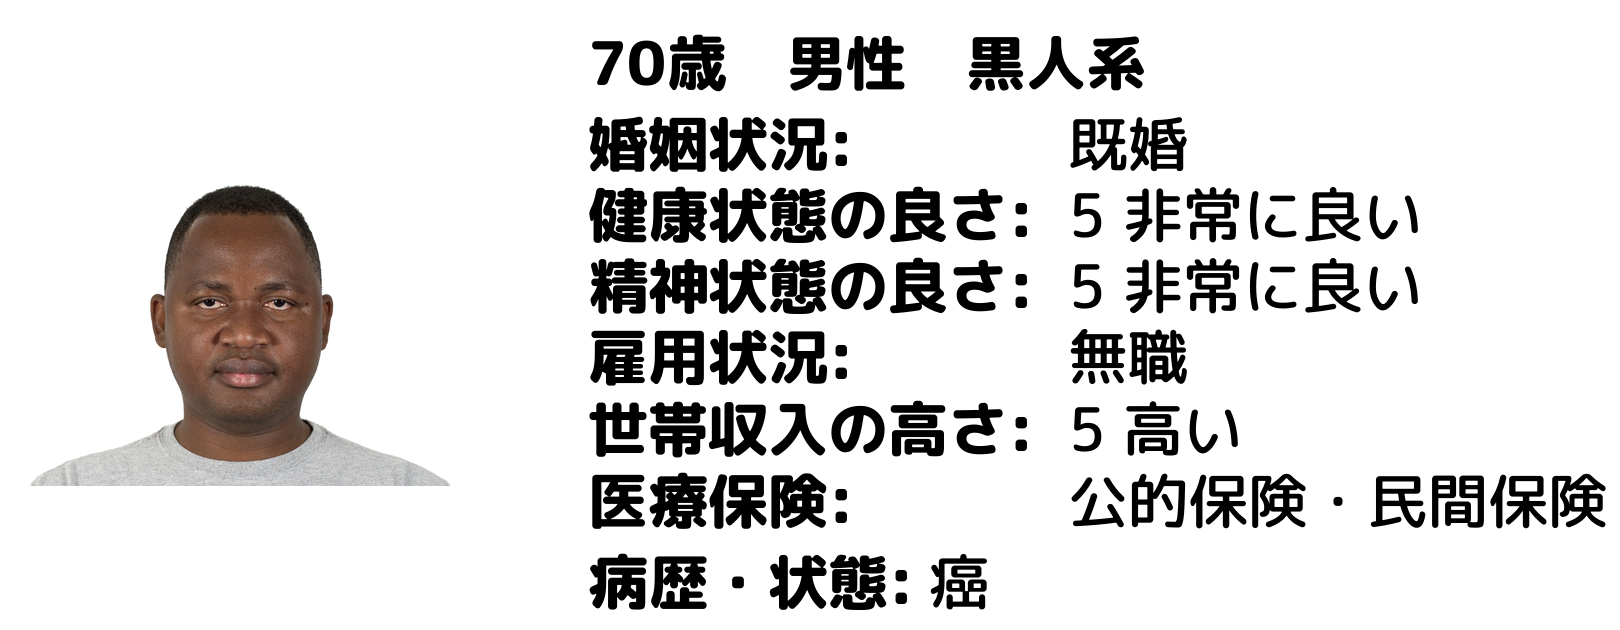 70歳　男性　黒人系
婚姻状況: 既婚
健康状態の良さ: 5 非常に良い
精神状態の良さ: 5 非常に良い
雇用状況: 無職
世帯収入の高さ: 5 高い
医療保険: 公的保険・民間保険
病歴・状態: 癌